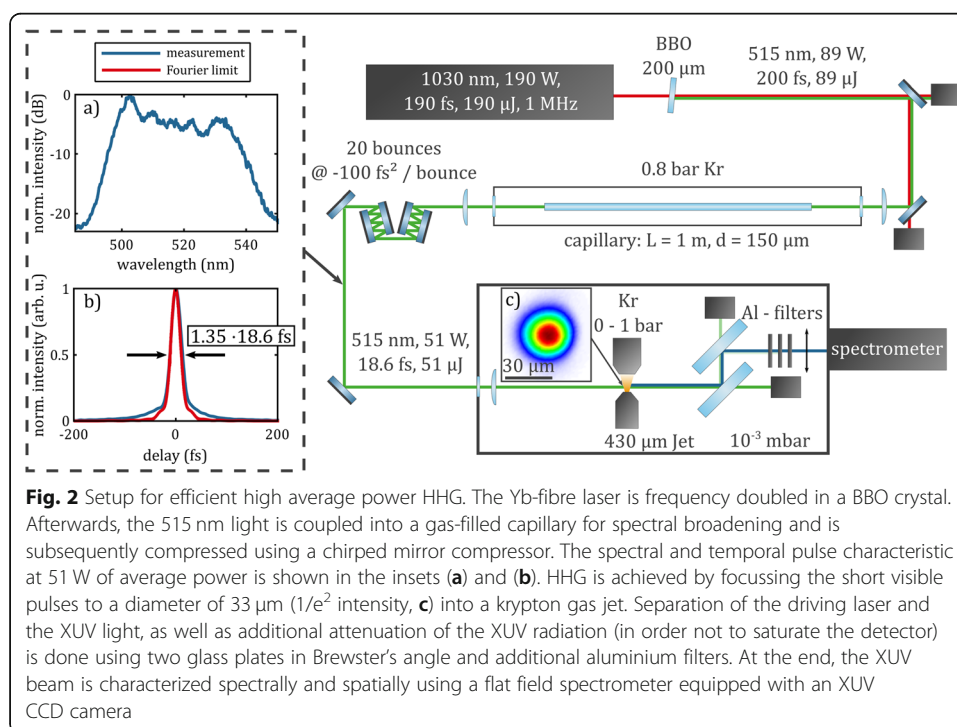 measurement
Fourier limit
a)
norm. intensity (dB)
0
-10
-20
500
520
540
wavelength (nm)
b)
norm. intensity (arb. u.)
1
0.5
0
1.35 ·18.6 fs
-200
0
200
delay (fs)
1030 nm, 190 W,
190 fs, 190 µJ, 1 MHz
BBO
200 µm
515 nm, 89 W,
200 fs, 89 µJ
20 bounces
@ -100 fs² / bounce
0.8 bar Kr
capillary: L = 1 m, d = 150 µm
515 nm, 51 W,
18.6 fs, 51 µJ
c)
30 µm
Kr
0 - 1 bar
430 µm Jet
Al - filters
10⁻³ mbar
spectrometer
Fig. 2 Setup for efficient high average power HHG. The Yb-fibre laser is frequency doubled in a BBO crystal.
Afterwards, the 515 nm light is coupled into a gas-filled capillary for spectral broadening and is
subsequently compressed using a chirped mirror compressor. The spectral and temporal pulse characteristic
at 51 W of average power is shown in the insets (a) and (b). HHG is achieved by focussing the short visible
pulses to a diameter of 33 µm (1/e² intensity, c) into a krypton gas jet. Separation of the driving laser and
the XUV light, as well as additional attenuation of the XUV radiation (in order not to saturate the detector)
is done using two glass plates in Brewster's angle and additional aluminium filters. At the end, the XUV
beam is characterized spectrally and spatially using a flat field spectrometer equipped with an XUV
CCD camera